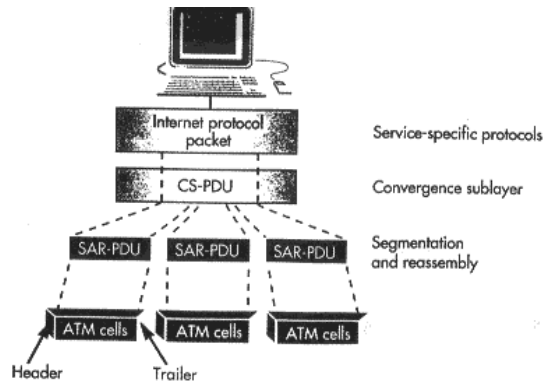 Internet protocol
packet
Service-specific protocols
CS-PDU
Convergence sublayer
SAR-PDU SAR-PDU SAR-PDU
Segmentation
and reassembly
ATM cells ATM cells ATM cells
Header
Trailer